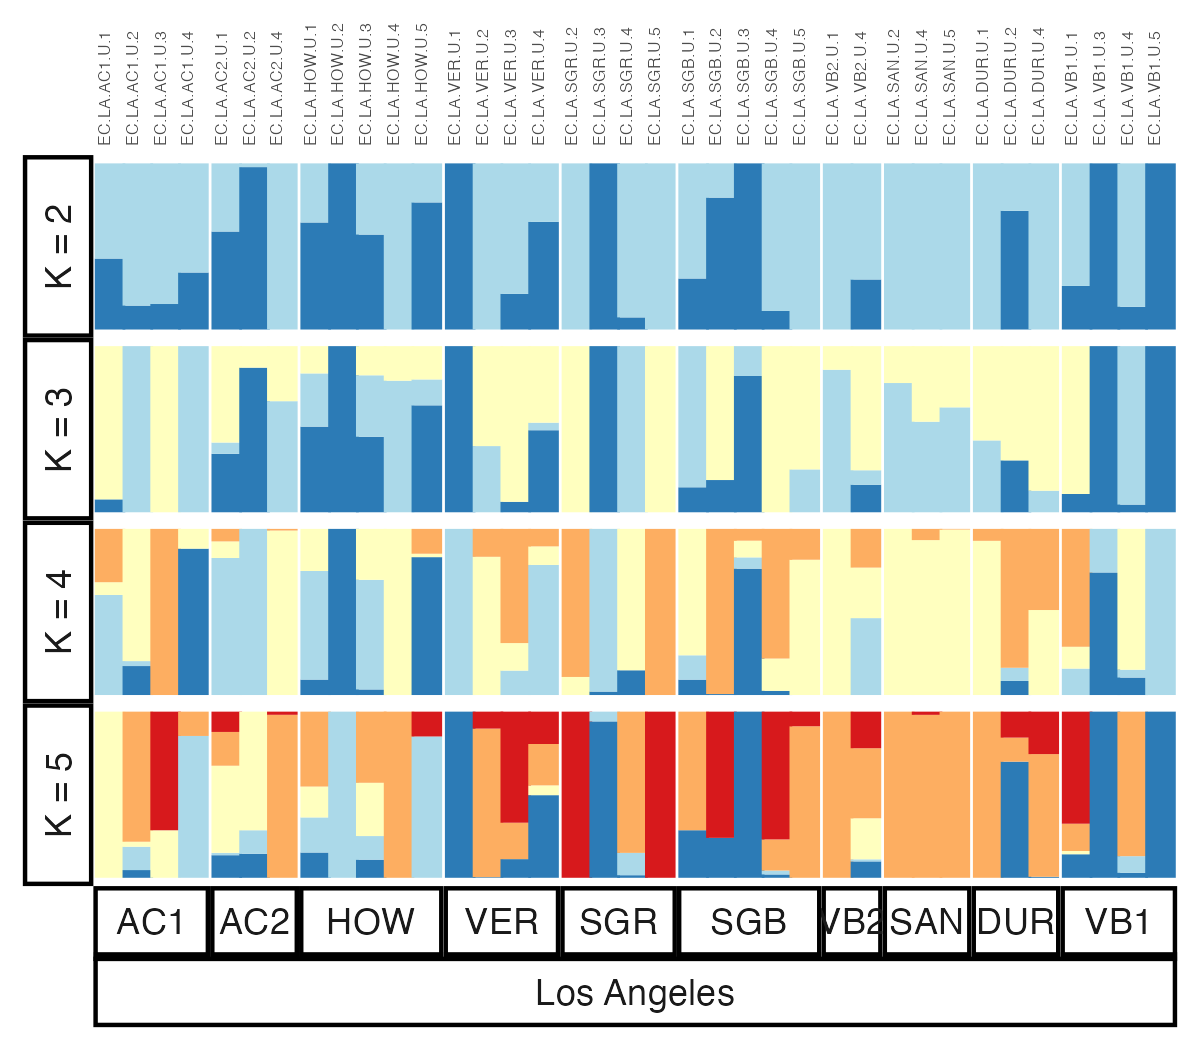 EC.LA.AC1.U.1
EC.LA.AC1.U.2
EC.LA.AC1.U.3
EC.LA.AC1.U.4
EC.LA.AC2.U.1
EC.LA.AC2.U.2
EC.LA.AC2.U.4
EC.LA.HOW.U.1
EC.LA.HOW.U.2
EC.LA.HOW.U.3
EC.LA.HOW.U.4
EC.LA.HOW.U.5
EC.LA.VER.U.1
EC.LA.VER.U.2
EC.LA.VER.U.3
EC.LA.VER.U.4
EC.LA.SGR.U.2
EC.LA.SGR.U.3
EC.LA.SGR.U.4
EC.LA.SGR.U.5
EC.LA.SGB.U.1
EC.LA.SGB.U.2
EC.LA.SGB.U.3
EC.LA.SGB.U.4
EC.LA.SGB.U.5
EC.LA.VB2.U.1
EC.LA.VB2.U.4
EC.LA.SAN.U.2
EC.LA.SAN.U.4
EC.LA.SAN.U.5
EC.LA.DUR.U.1
EC.LA.DUR.U.2
EC.LA.DUR.U.4
EC.LA.VB1.U.1
EC.LA.VB1.U.3
EC.LA.VB1.U.4
EC.LA.VB1.U.5
K = 2
K = 3
K = 4
K = 5
AC1
AC2
HOW
VER
SGR
SGB
VB2
SAN
DUR
VB1
Los Angeles